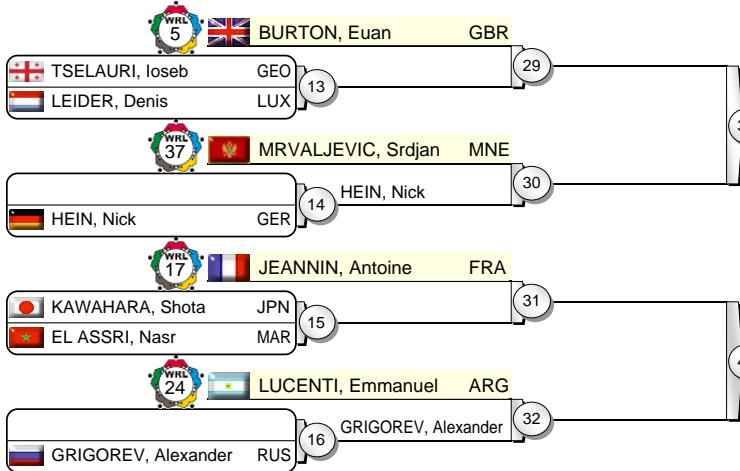 WRL
5
BURTON, Euan GBR
29
TSELAURI, Ioseb GEO
13
LEIDER, Denis LUX
WRL
37
MRVALJEVIC, Srdjan MNE
30
HEIN, Nick
14
HEIN, Nick GER
WRL
17
JEANNIN, Antoine FRA
31
KAWAHARA, Shota JPN
15
EL ASSRI, Nasr MAR
WRL
24
LUCENTI, Emmanuel ARG
32
GRIGOREV, Alexander
16
GRIGOREV, Alexander RUS